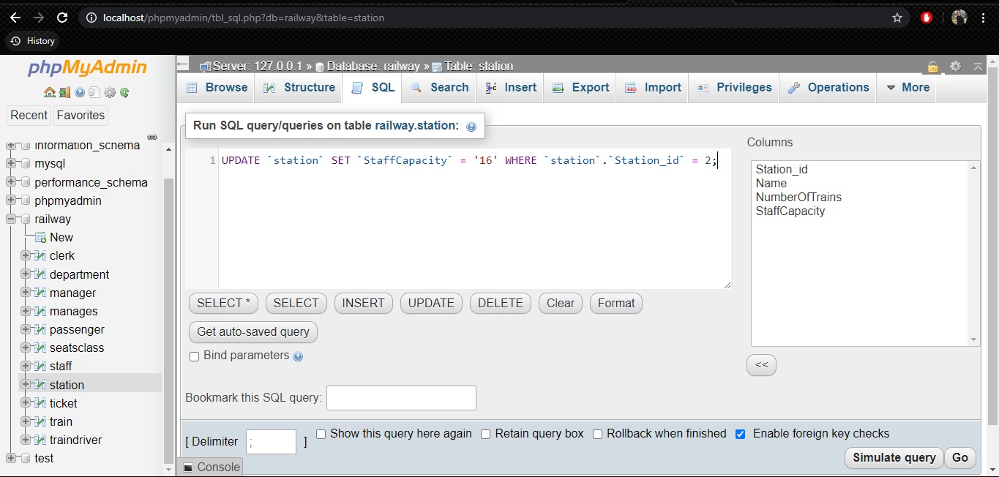 localhost/phpmyadmin/tbl_sql.php?db=railway&table=station
History
phpMyAdmin
Recent Favorites
information_schema
mysql
performance_schema
phpmyadmin
railway
New
clerk
department
manager
manages
passenger
seatsclass
staff
station
ticket
train
traindriver
test
Server: 127.0.0.1 » Database: railway » Table: station
Browse Structure SQL Search Insert Export Import Privileges Operations More
Run SQL query/queries on table railway.station:
1 UPDATE `station` SET `StaffCapacity` = '16' WHERE `station`.`Station_id` = 2;
Columns
Station_id
Name
NumberOfTrains
StaffCapacity
<<
SELECT * SELECT INSERT UPDATE DELETE Clear Format
Get auto-saved query
Bind parameters
Bookmark this SQL query:
[ Delimiter ; ] Show this query here again Retain query box Rollback when finished Enable foreign key checks
Simulate query Go
Console